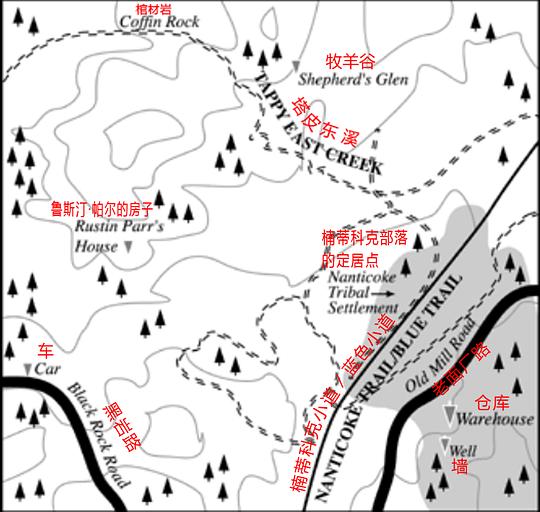 棺材岩
Coffin Rock
牧羊谷
Shepherd's Glen
塔皮东溪
TAPPY EAST CREEK
鲁斯汀·帕尔的房子
Rustin Parr's
House
楠蒂科克部落
的定居点
Nanticoke
Tribal
Settlement
楠蒂科克小道／蓝鱼小道
NANTICOKE TRAIL/BLUE TRAIL
Old Mill Road
老面厂路
车
Car
黑岩路
Black Rock Road
仓库
Warehouse
Well
墙